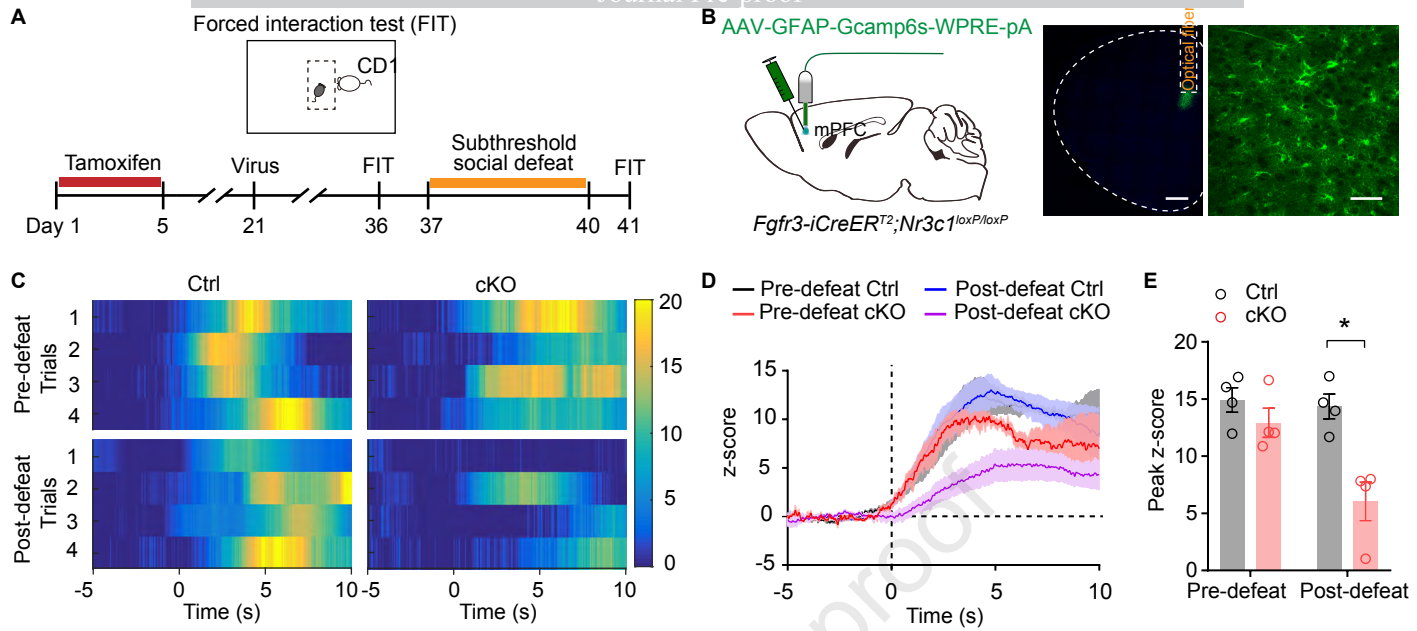 Journal Pre-proof
A
Forced interaction test (FIT)
CD1
Tamoxifen
Virus
FIT
Subthreshold
social defeat
FIT
Day 1
5
21
36
37
40
41
B
AAV-GFAP-Gcamp6s-WPRE-pA
mPFC
Fgfr3-iCreER^T2;Nr3c1^loxP/loxP
Optical fiber
C
Ctrl
cKO
Pre-defeat
Trials
1
2
3
4
Post-defeat
Trials
1
2
3
4
-5
0
5
10
-5
0
5
10
Time (s)
Time (s)
20
15
10
5
0
D
Pre-defeat Ctrl
Post-defeat Ctrl
Pre-defeat cKO
Post-defeat cKO
z-score
15
10
5
0
-5
-5
0
5
10
Time (s)
proof
E
Ctrl
cKO
*
Peak z-score
20
15
10
5
0
Pre-defeat
Post-defeat